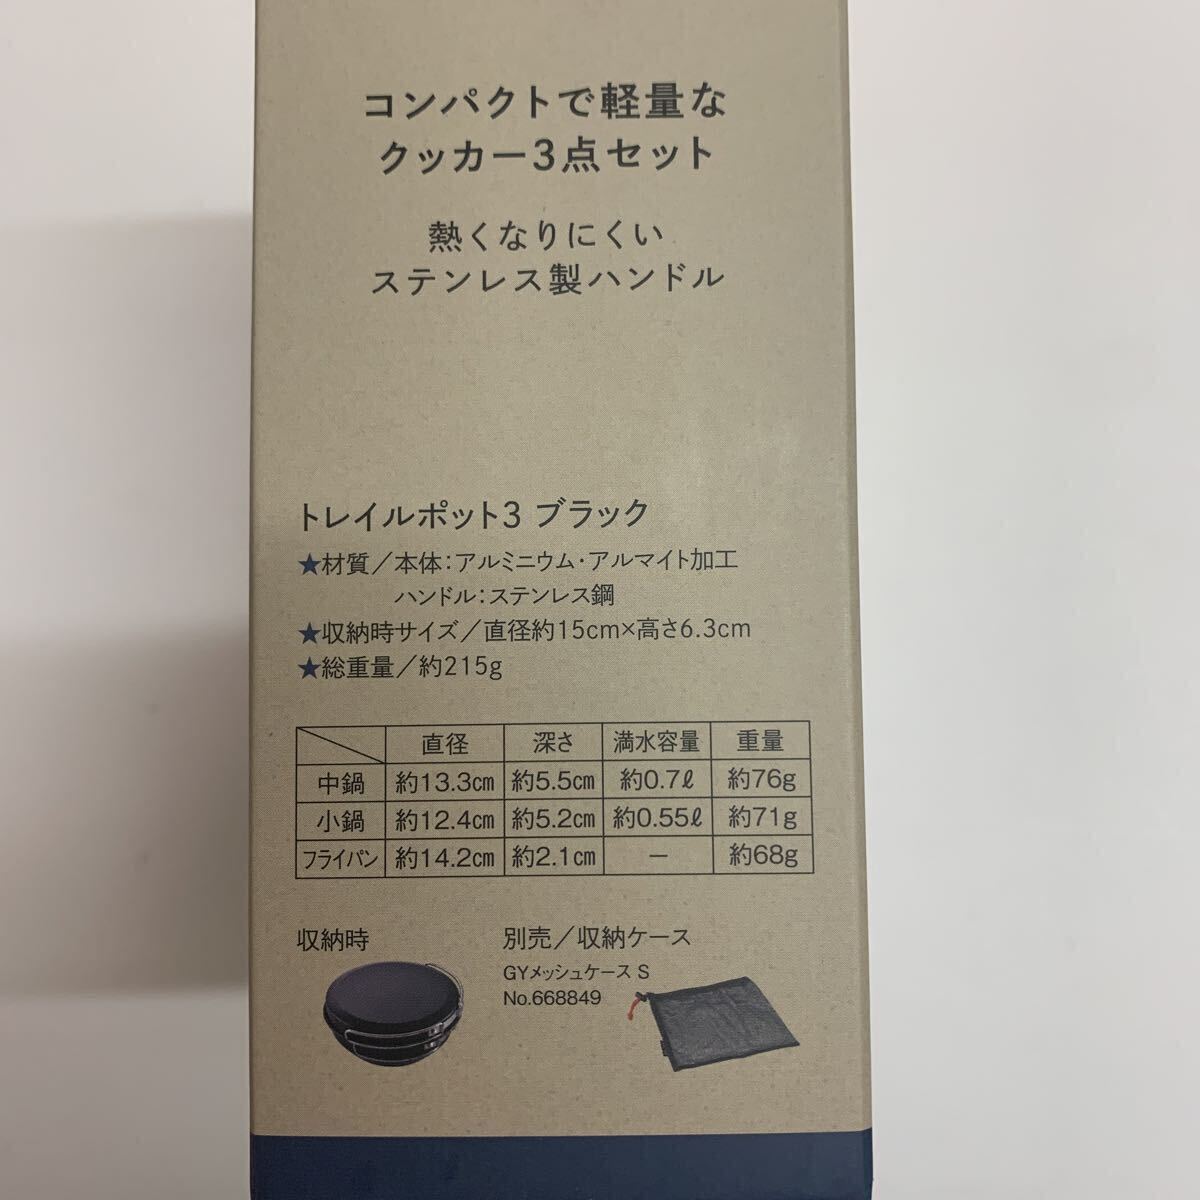 コンパクトで軽量な
クッカー3点セット
熱くなりにくい
ステンレス製ハンドル
トレイルポット3 ブラック
★材質／本体：アルミニウム・アルマイト加工
ハンドル：ステンレス鋼
★収納時サイズ／直径約15cm×高さ6.3cm
★総重量／約215g
直径 深さ 満水容量 重量
中鍋 約13.3㎝ 約5.5㎝ 約0.7ℓ 約76g
小鍋 約12.4㎝ 約5.2㎝ 約0.55ℓ 約71g
フライパン 約14.2㎝ 約2.1㎝ － 約68g
収納時
別売／収納ケース
GYメッシュケース S
No.668849